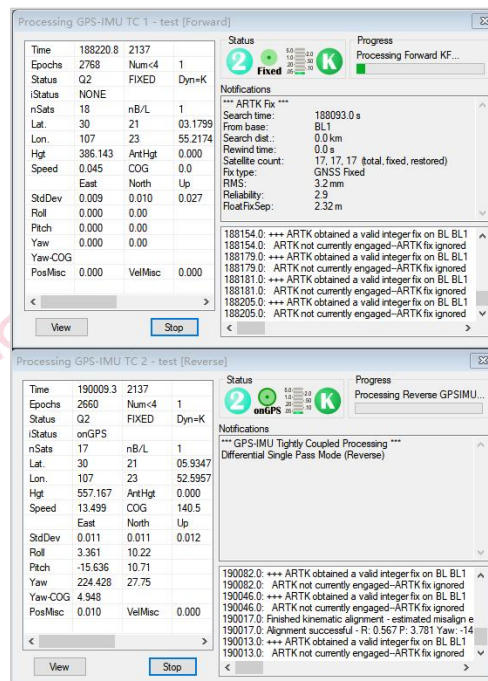 Processing GPS-IMU TC 1 - test [Forward]
Time 188220.8 2137
Epochs 2768 Num<4 1
Status Q2 FIXED Dyn=K
iStatus NONE
nSats 18 nB/L 1
Lat. 30 21 03.1799
Lon. 107 23 55.2174
Hgt 386.143 AntHgt 0.000
Speed 0.045 COG 0.0
East North Up
StdDev 0.009 0.010 0.027
Roll 0.000 0.00
Pitch 0.000 0.00
Yaw 0.000 0.00
Yaw-COG
PosMisc 0.000 VelMisc 0.000
View Stop
Status
2 Fixed K
Progress
Processing Forward KF...
Notifications
*** ARTK Fix ***
Search time: 188093.0 s
From base: BL1
Search dist.: 0.0 km
Rewind time: 0.0 s
Satellite count: 17, 17, 17 (total, fixed, restored)
Fix type: GNSS Fixed
RMS: 3.2 mm
Reliability: 2.9
FloatFixSep: 2.32 m
188154.0: +++ ARTK obtained a valid integer fix on BL BL1
188154.0: ARTK not currently engaged--ARTK fix ignored
188179.0: +++ ARTK obtained a valid integer fix on BL BL1
188179.0: ARTK not currently engaged--ARTK fix ignored
188181.0: +++ ARTK obtained a valid integer fix on BL BL1
188181.0: ARTK not currently engaged--ARTK fix ignored
188205.0: +++ ARTK obtained a valid integer fix on BL BL1
188205.0: ARTK not currently engaged--ARTK fix ignored
Processing GPS-IMU TC 2 - test [Reverse]
Time 190009.3 2137
Epochs 2660 Num<4 1
Status Q2 FIXED Dyn=K
iStatus onGPS
nSats 17 nB/L 1
Lat. 30 21 05.9347
Lon. 107 23 52.5957
Hgt 557.167 AntHgt 0.000
Speed 13.499 COG 140.5
East North Up
StdDev 0.011 0.011 0.012
Roll 3.361 10.22
Pitch -15.636 10.71
Yaw 224.428 27.75
Yaw-COG 4.948
PosMisc 0.010 VelMisc 0.000
View Stop
Status
2 onGPS K
Progress
Processing Reverse GPSIMU...
Notifications
*** GPS-IMU Tightly Coupled Processing ***
Differential Single Pass Mode (Reverse)
190082.0: +++ ARTK obtained a valid integer fix on BL BL1
190082.0: ARTK not currently engaged--ARTK fix ignored
190046.0: +++ ARTK obtained a valid integer fix on BL BL1
190046.0: ARTK not currently engaged--ARTK fix ignored
190017.0: Finished kinematic alignment - estimated misalign e
190017.0: Alignment successful - R: 0.567 P: 3.781 Yaw: -14
190013.0: +++ ARTK obtained a valid integer fix on BL BL1
190013.0: ARTK not currently engaged--ARTK fix ignored